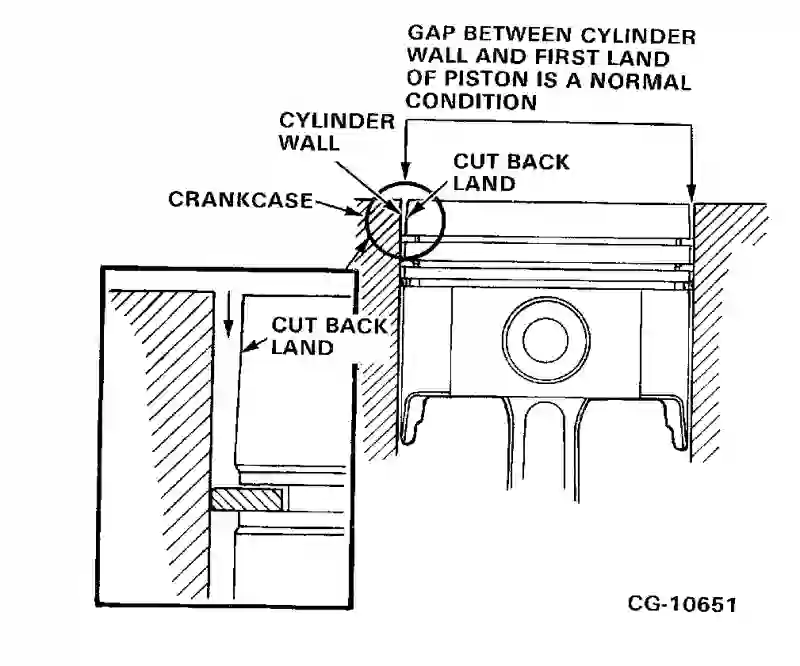 GAP BETWEEN CYLINDER
WALL AND FIRST LAND
OF PISTON IS A NORMAL
CONDITION
CYLINDER
WALL
CUT BACK
LAND
CRANKCASE
CUT BACK
LAND
CG-10651